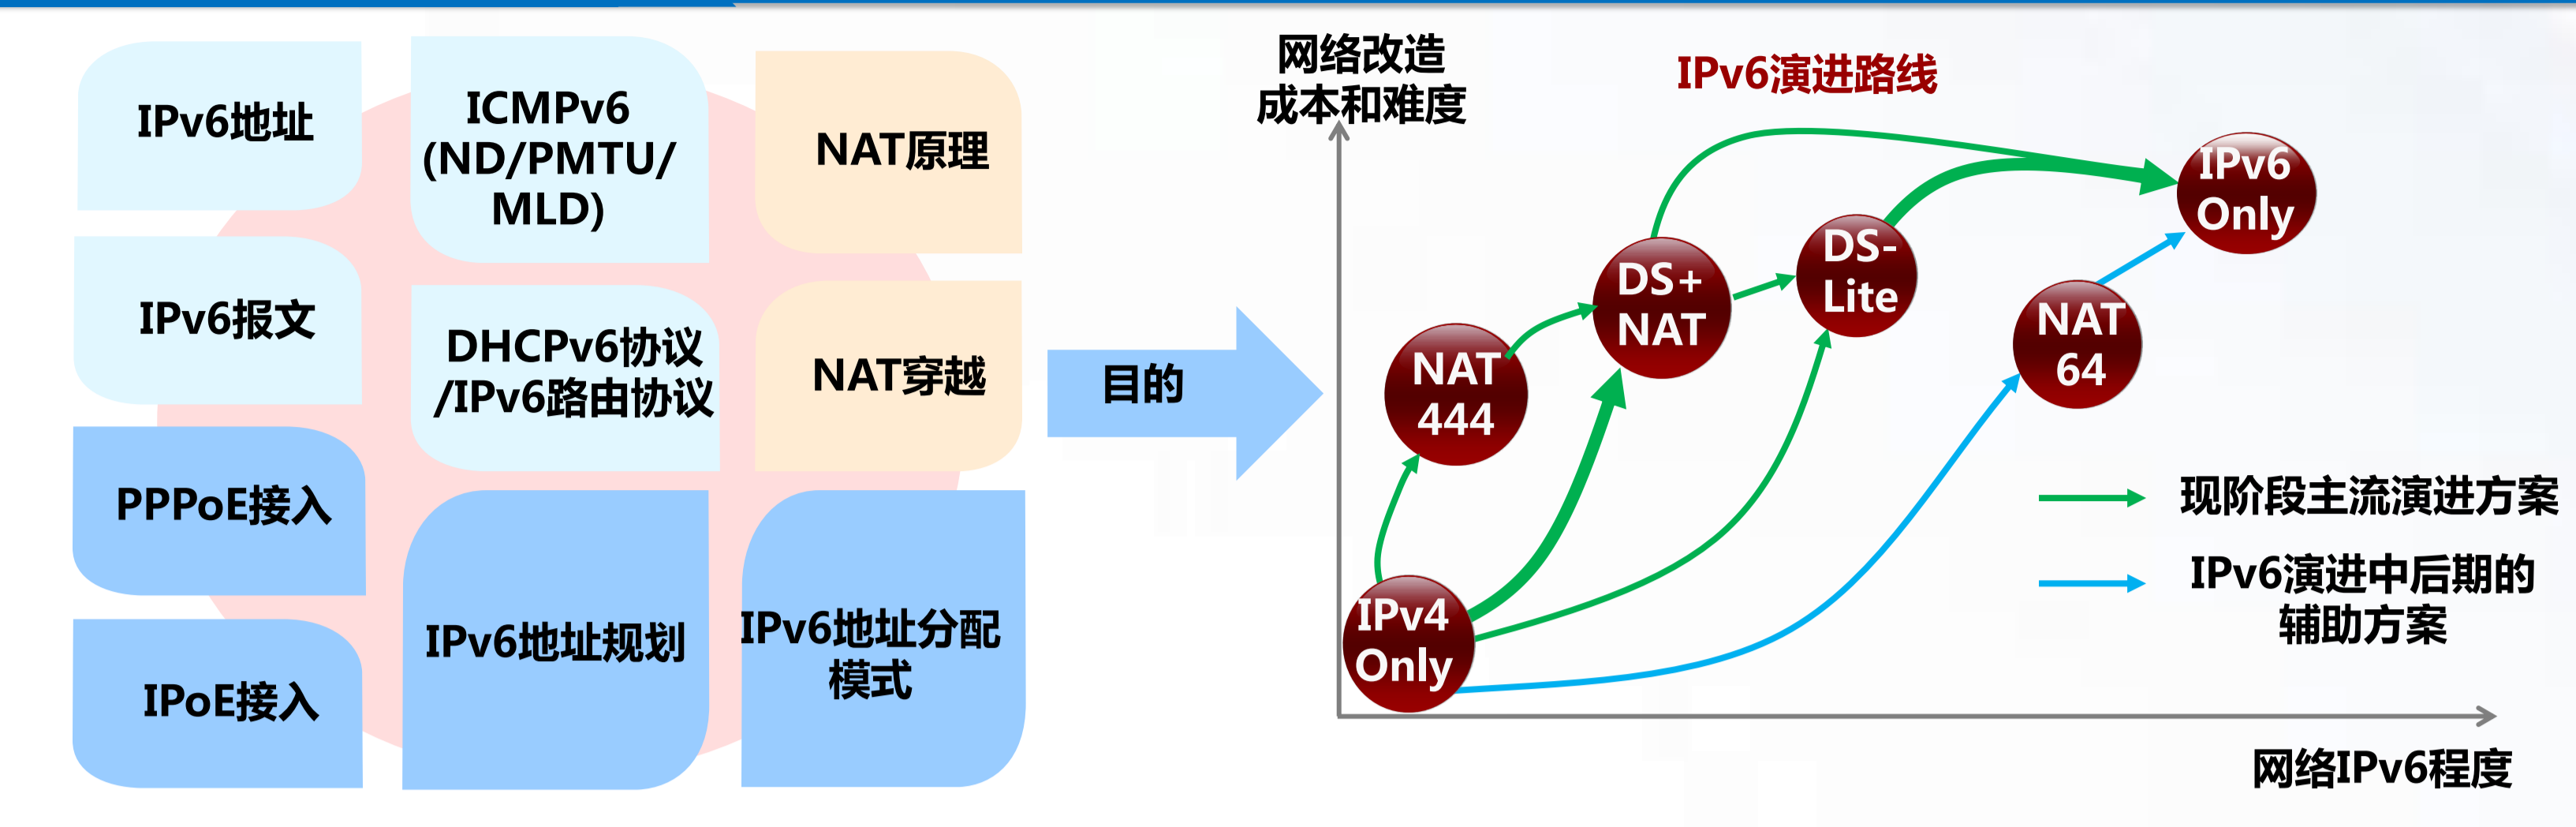 IPv6地址
ICMPv6
(ND/PMTU/
MLD)
NAT原理
IPv6报文
DHCPv6协议
/IPv6路由协议
NAT穿越
PPPoE接入
IPoE接入
IPv6地址规划
IPv6地址分配
模式
目的
网络改造
成本和难度
IPv6演进路线
IPv6
Only
DS-
Lite
DS+
NAT
NAT
64
NAT
444
IPv4
Only
现阶段主流演进方案
IPv6演进中后期的
辅助方案
网络IPv6程度